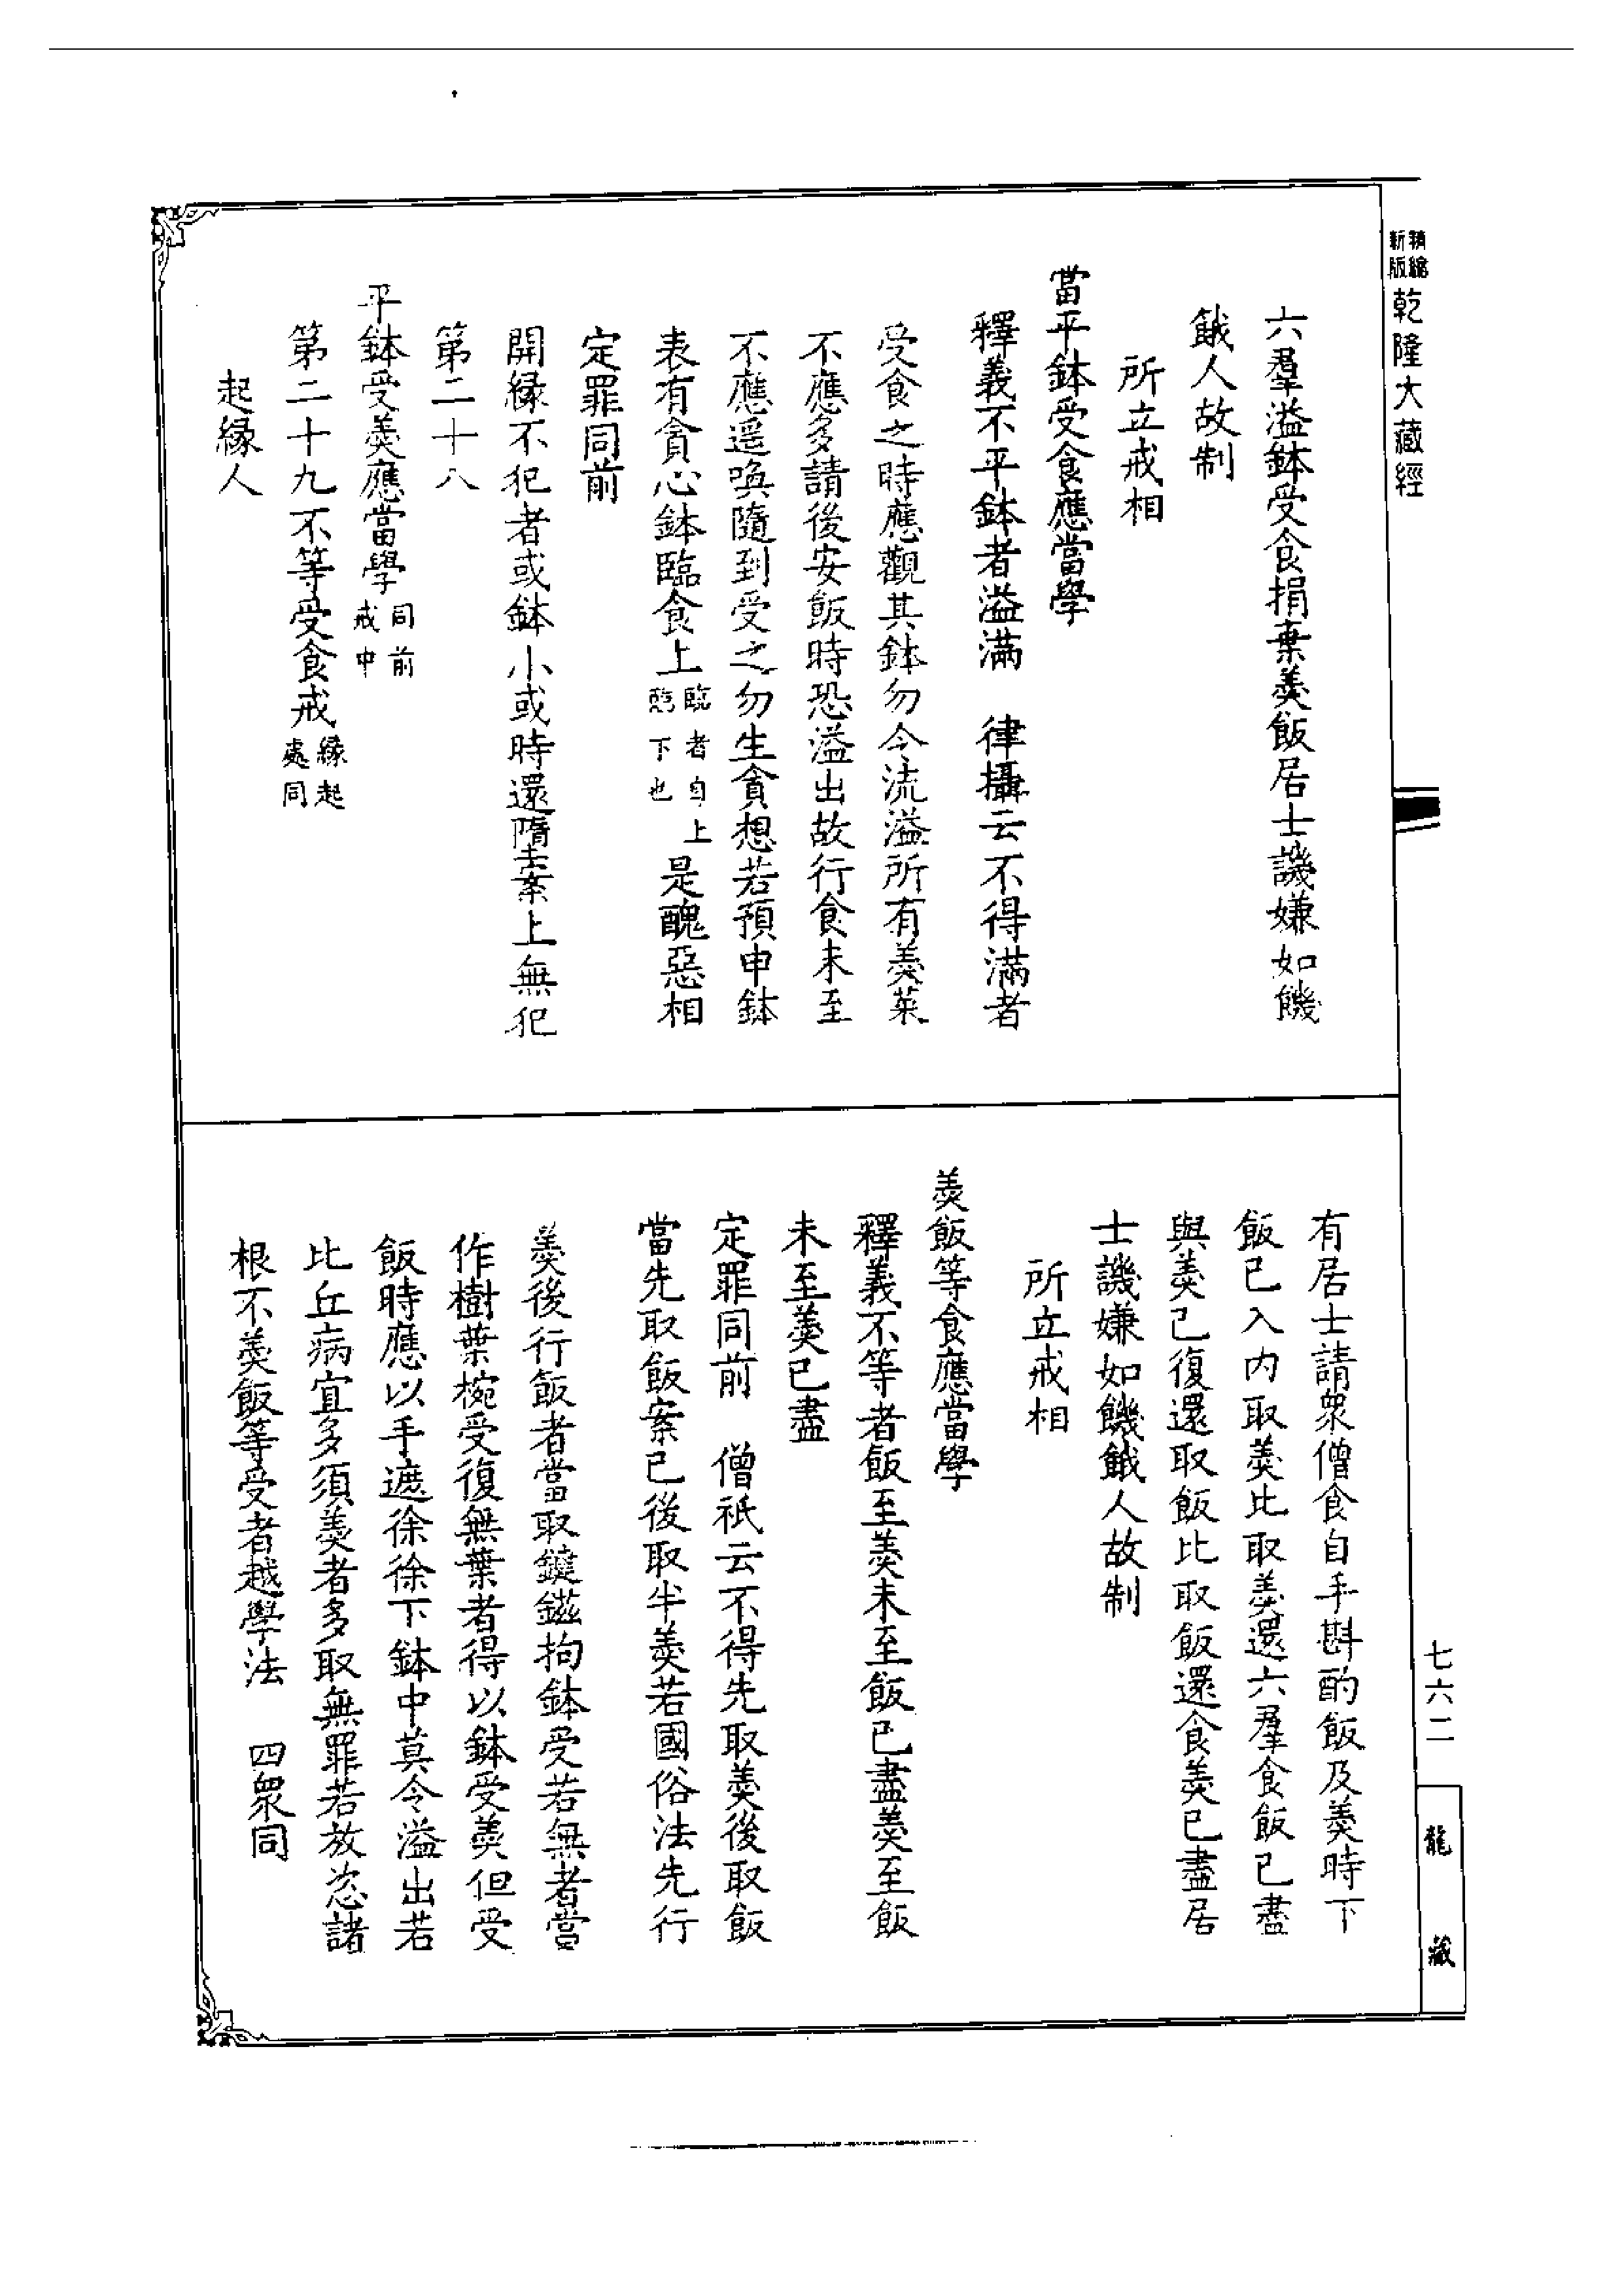 精縮新版乾隆大藏經
六羣溢鉢受食捐棄羹飯居士譏嫌如饑
餓人故制
所立戒相
當平鉢受食應當學
釋義不平鉢者溢滿　律攝云不得滿者
受食之時應觀其鉢勿令流溢所有羹菜
不應多請後安飯時恐溢出故行食未至
不應遥喚隨到受之勿生貪想若預申鉢
表有貪心鉢臨食上臨者自上臨下也是醜惡相
定罪同前
開緣不犯者或鉢小或時還墮案上無犯
第二十八
平鉢受羹應當學同前戒中
第二十九不等受食戒緣起處同
起緣人
有居士請衆僧食自手斟酌飯及羹時下
飯已入内取羹比取羹還六羣食飯已盡
與羹已復還取飯比取飯還食羹已盡居
士譏嫌如饑餓人故制
所立戒相
羹飯等食應當學
釋義不等者飯至羹未至飯已盡羹至飯
未至羹已盡
定罪同前　僧祇云不得先取羹後取飯
當先取飯案已後取半羹若國俗法先行
羹後行飯者當取鍵鎡拘鉢受若無者當
作樹葉椀受復無葉者得以鉢受羹但受
飯時應以手遮徐徐下鉢中莫令溢出若
比丘病宜多須羹者多取無罪若放恣諸
根不羹飯等受者越學法　四衆同
七六二
龍藏